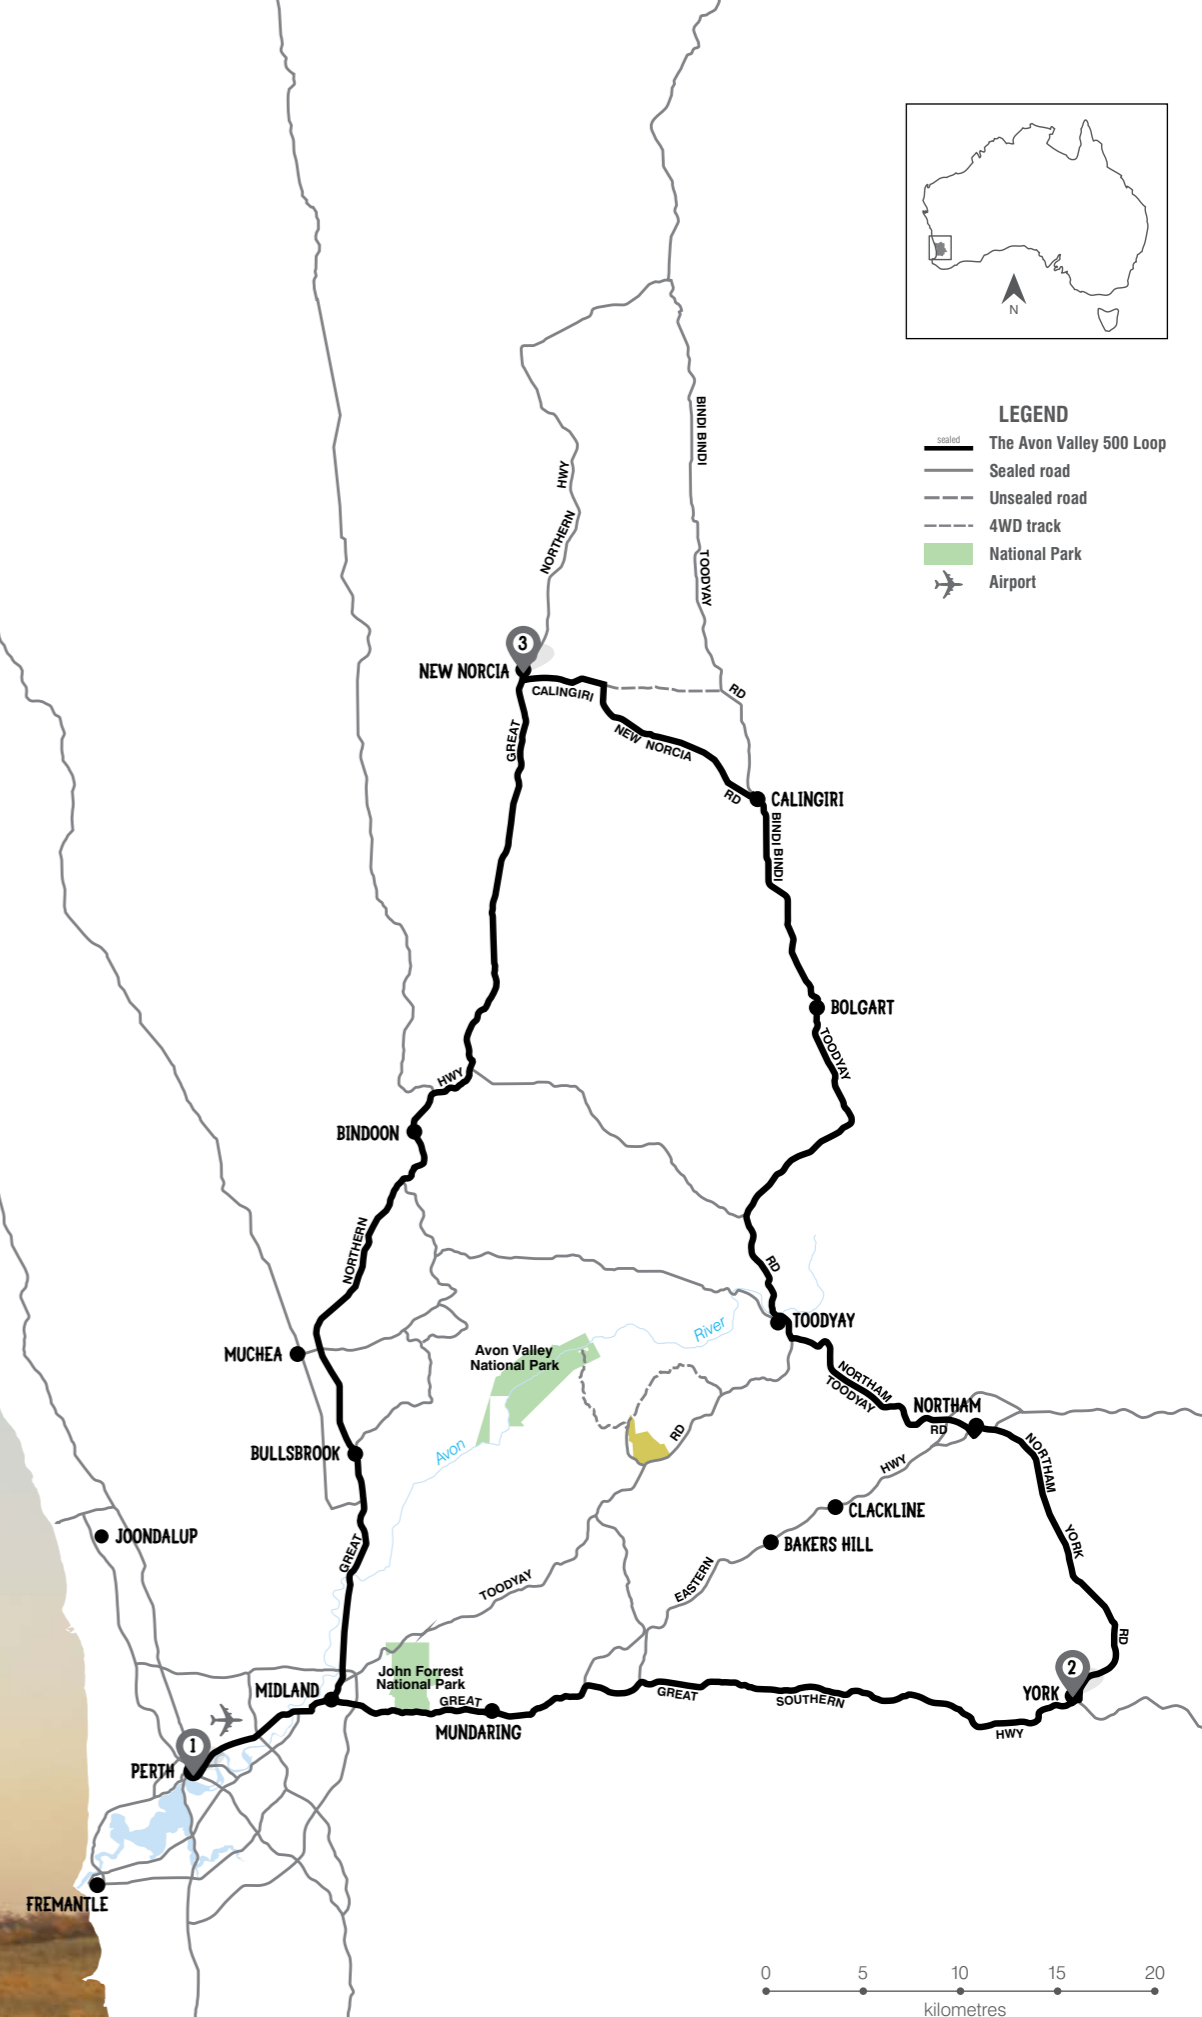 N
LEGEND
sealed
The Avon Valley 500 Loop
Sealed road
Unsealed road
4WD track
National Park
Airport
BINDI BINDI
HWY
NORTHERN
TOODYAY
3
NEW NORCIA
CALINGIRI
RD
GREAT
NEW NORCIA
RD
CALINGIRI
BINDI BINDI
BOLGART
TOODYAY
HWY
BINDOON
NORTHERN
RD
TOODYAY
River
MUCHEA
Avon Valley
National Park
NORTHAM
TOODYAY
NORTHAM
RD
RD
BULLSBROOK
Avon
HWY
NORTHAM
CLACKLINE
JOONDALUP
BAKERS HILL
GREAT
YORK
TOODYAY
EASTERN
RD
John Forrest
National Park
2
YORK
MIDLAND
GREAT
GREAT
SOUTHERN
MUNDARING
HWY
1
PERTH
FREMANTLE
0 5 10 15 20
kilometres